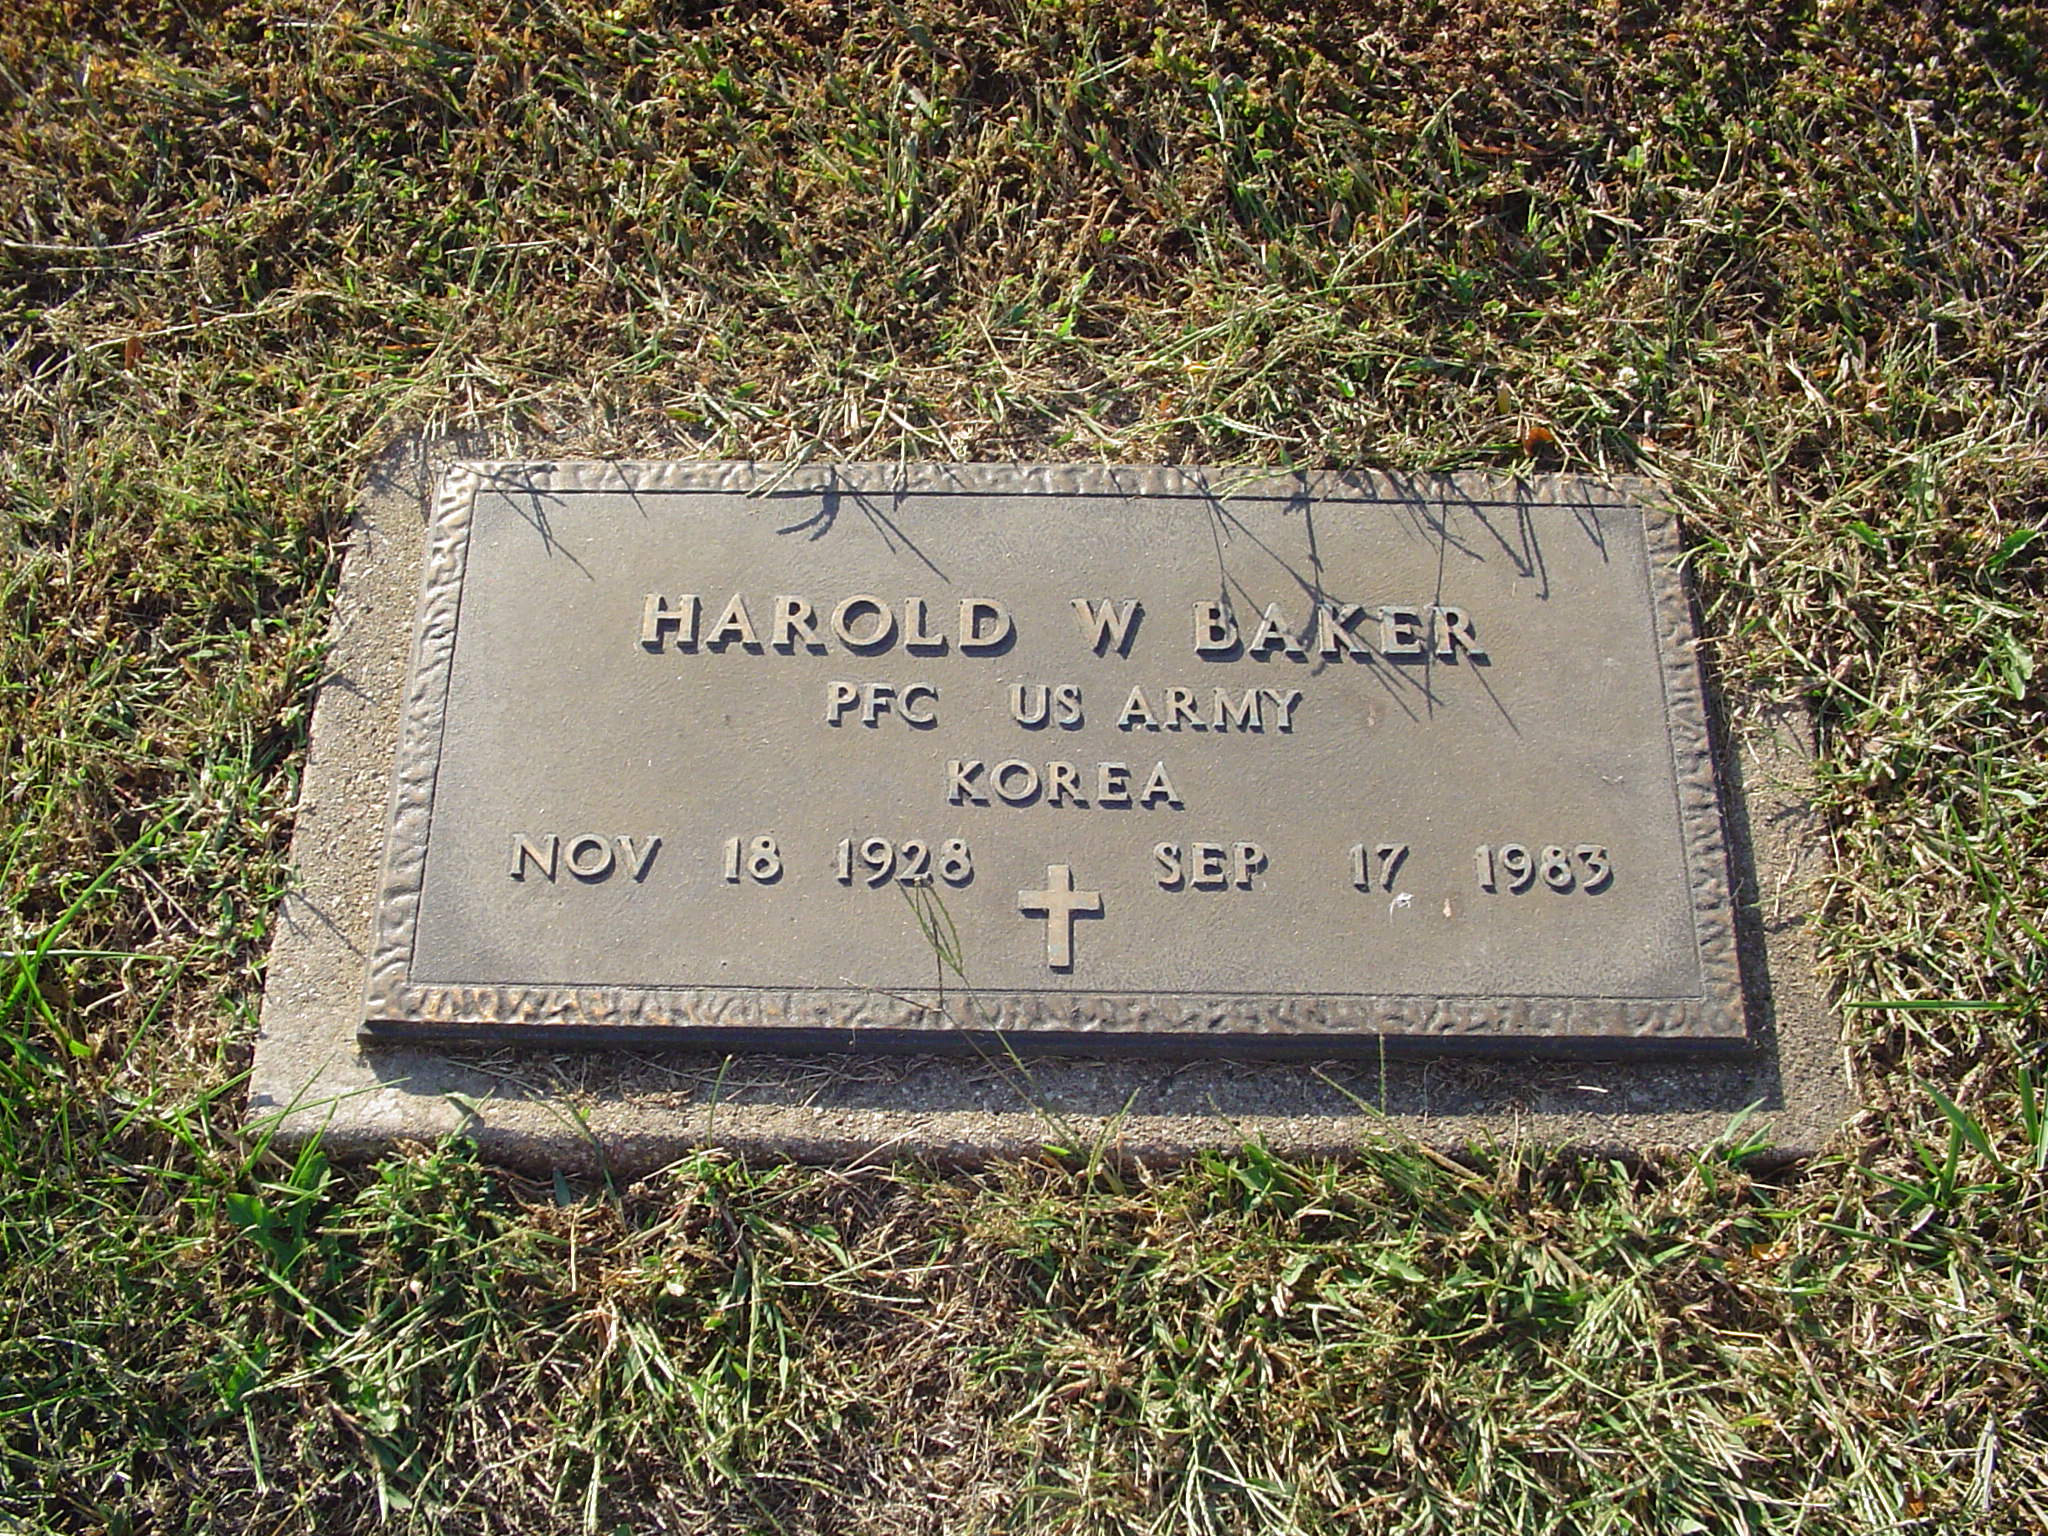 HAROLD W BAKER
PFC US ARMY
KOREA
NOV 18 1928 SEP 17 1983